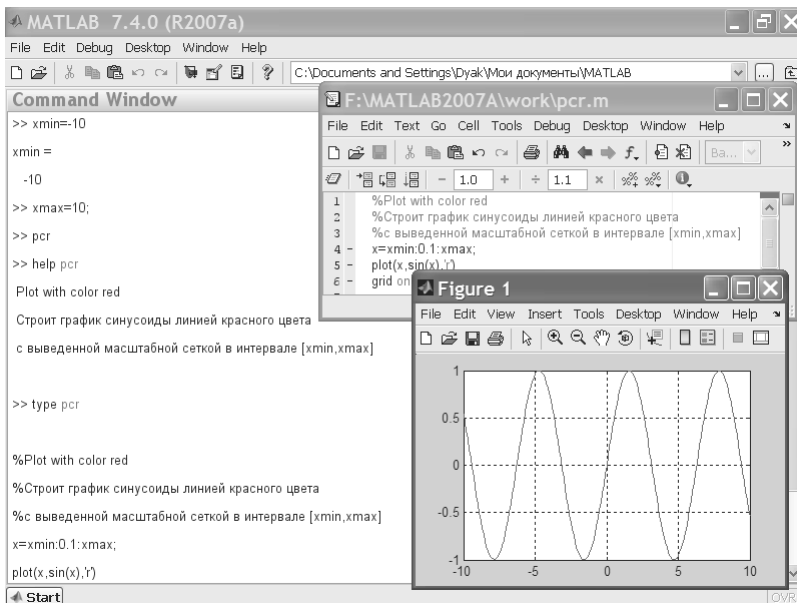 MATLAB 7.4.0 (R2007a)
File Edit Debug Desktop Window Help
C:\Documents and Settings\Dyak\Мои документы\MATLAB
Command Window
>> xmin=-10
xmin =
-10
>> xmax=10;
>> pcr
>> help pcr
Plot with color red
Строит график синусоиды линией красного цвета
с выведенной масштабной сеткой в интервале [xmin,xmax]
>> type pcr
%Plot with color red
%Строит график синусоиды линией красного цвета
%с выведенной масштабной сеткой в интервале [xmin,xmax]
x=xmin:0.1:xmax;
plot(x,sin(x),'r')
Start
OVR
F:\MATLAB2007A\work\pcr.m
File Edit Text Go Cell Tools Debug Desktop Window Help
Ba...
− 1.0 + ÷ 1.1 ×
1 %Plot with color red
2 %Строит график синусоиды линией красного цвета
3 %с выведенной масштабной сеткой в интервале [xmin,xmax]
4 – x=xmin:0.1:xmax;
5 – plot(x,sin(x),'r')
6 – grid on
Figure 1
File Edit View Insert Tools Desktop Window Help
1
0.5
0
-0.5
-1
-10 -5 0 5 10